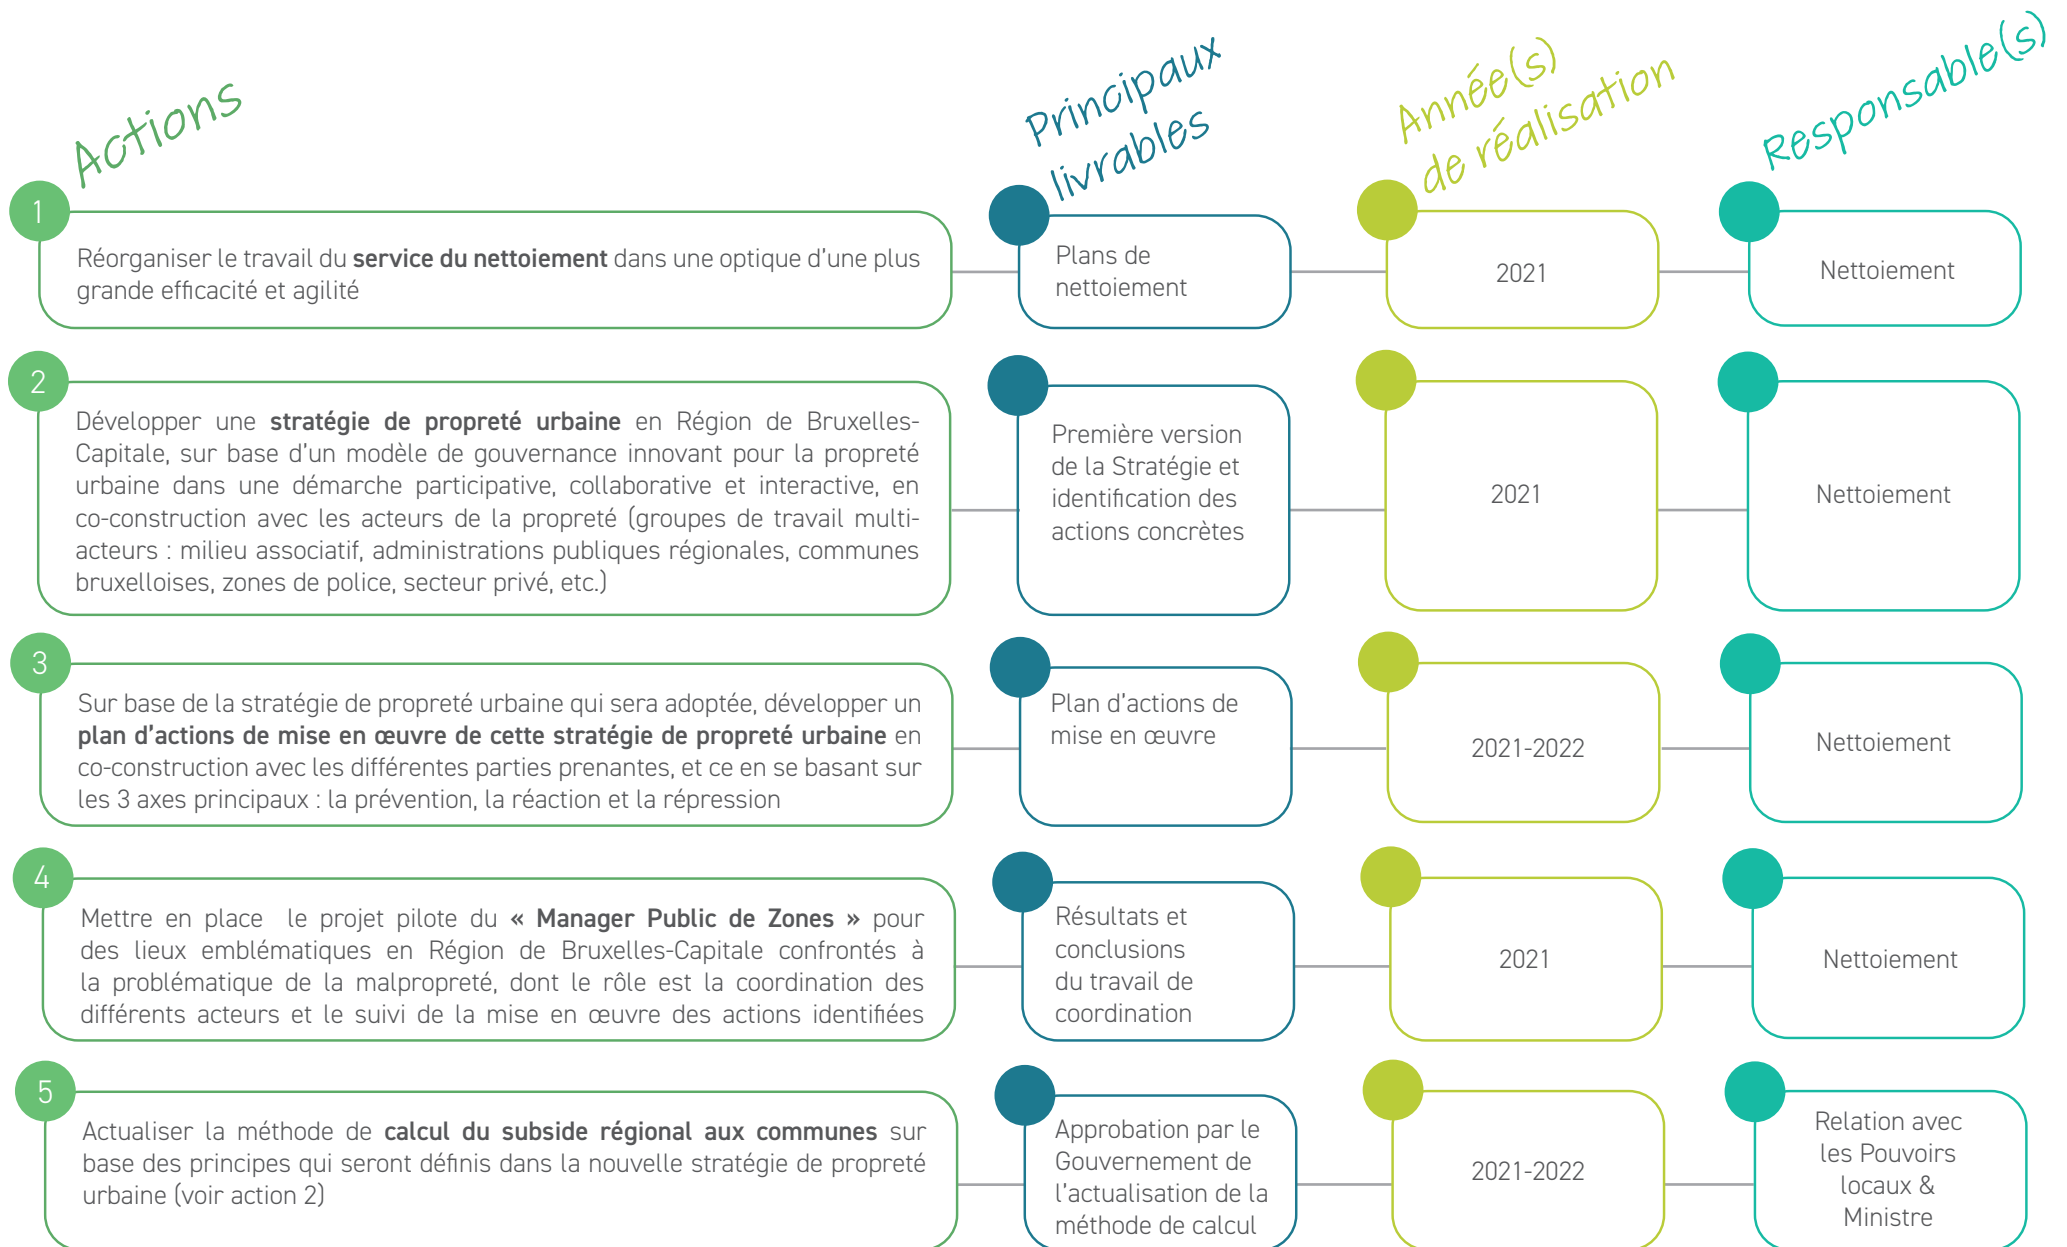 Actions
Principaux
livrables
Année(s)
de réalisation
Responsable(s)
1
Réorganiser le travail du service du nettoiement dans une optique d'une plus
grande efficacité et agilité
Plans de
nettoiement
2021
Nettoiement
2
Développer une stratégie de propreté urbaine en Région de Bruxelles-
Capitale, sur base d'un modèle de gouvernance innovant pour la propreté
urbaine dans une démarche participative, collaborative et interactive, en
co-construction avec les acteurs de la propreté (groupes de travail multi-
acteurs : milieu associatif, administrations publiques régionales, communes
bruxelloises, zones de police, secteur privé, etc.)
Première version
de la Stratégie et
identification des
actions concrètes
2021
Nettoiement
3
Sur base de la stratégie de propreté urbaine qui sera adoptée, développer un
plan d'actions de mise en œuvre de cette stratégie de propreté urbaine en
co-construction avec les différentes parties prenantes, et ce en se basant sur
les 3 axes principaux : la prévention, la réaction et la répression
Plan d'actions de
mise en œuvre
2021-2022
Nettoiement
4
Mettre en place le projet pilote du « Manager Public de Zones » pour
des lieux emblématiques en Région de Bruxelles-Capitale confrontés à
la problématique de la malpropreté, dont le rôle est la coordination des
différents acteurs et le suivi de la mise en œuvre des actions identifiées
Résultats et
conclusions
du travail de
coordination
2021
Nettoiement
5
Actualiser la méthode de calcul du subside régional aux communes sur
base des principes qui seront définis dans la nouvelle stratégie de propreté
urbaine (voir action 2)
Approbation par le
Gouvernement de
l'actualisation de la
méthode de calcul
2021-2022
Relation avec
les Pouvoirs
locaux &
Ministre